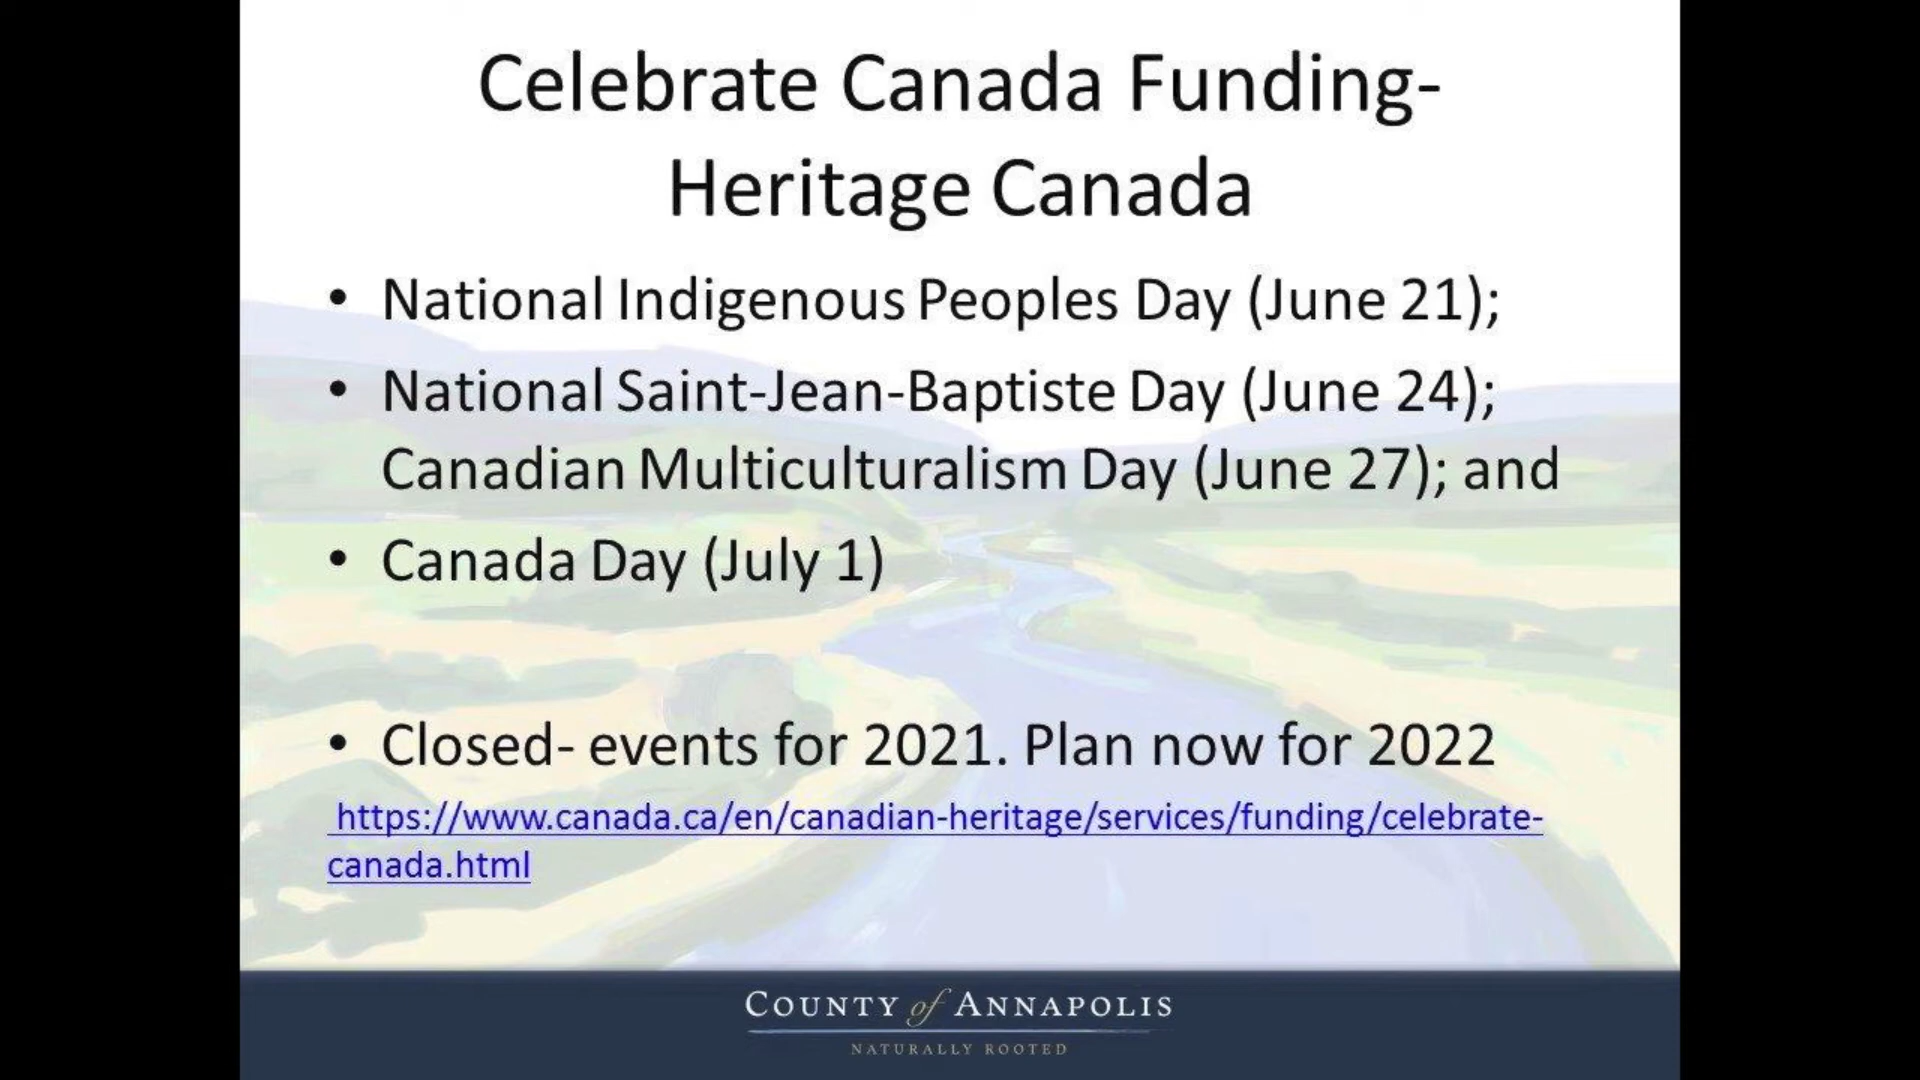 Celebrate Canada Funding-
Heritage Canada
• National Indigenous Peoples Day (June 21);
• National Saint-Jean-Baptiste Day (June 24);
Canadian Multiculturalism Day (June 27); and
• Canada Day (July 1)
• Closed- events for 2021. Plan now for 2022
https://www.canada.ca/en/canadian-heritage/services/funding/celebrate-
canada.html
COUNTY of ANNAPOLIS
NATURALLY ROOTED